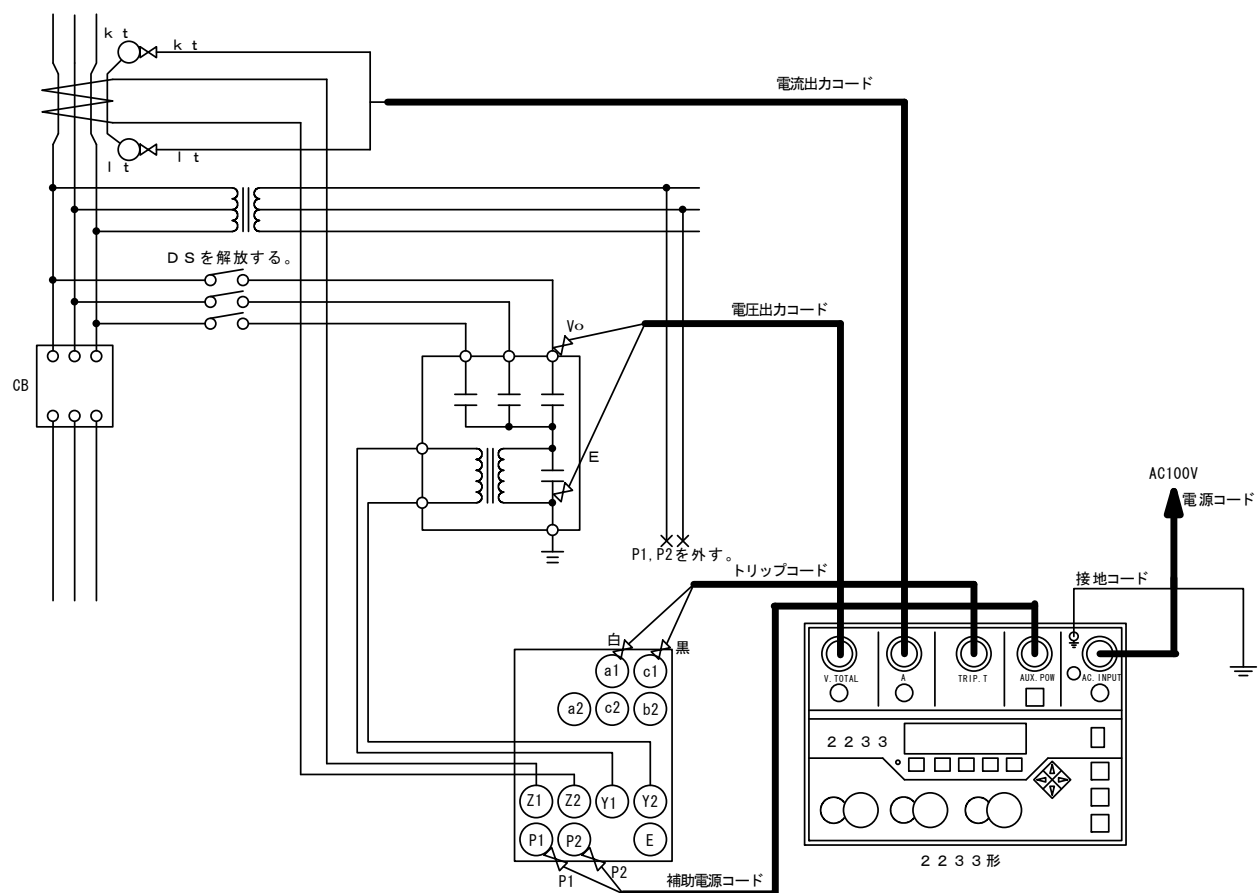 kt
kt
電流出力コード
lt
lt
DSを解放する。
Vo
電圧出力コード
CB
E
AC100V
電源コード
P1,P2を外す。
トリップコード
接地コード
白
黒
a1
c1
a2
c2
b2
V.TOTAL
A
TRIP.T
AUX.POW
AC.INPUT
2233
Z1
Z2
Y1
Y2
P1
P2
E
P1
P2
補助電源コード
2233形